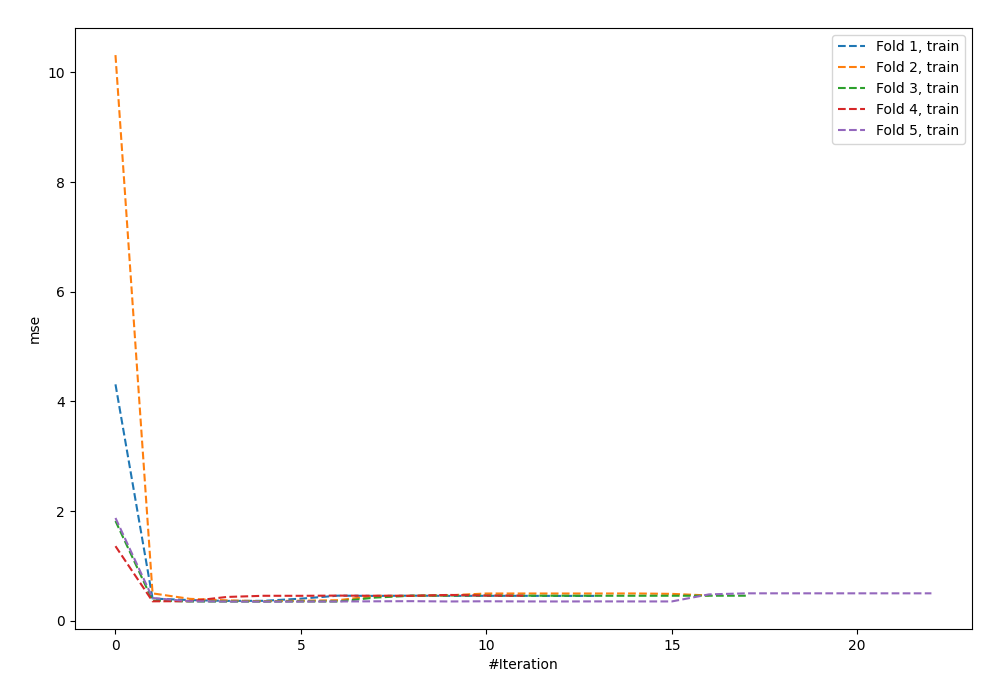 10
8
6
4
2
0
mse
0
5
10
15
20
#Iteration
Fold 1, train
Fold 2, train
Fold 3, train
Fold 4, train
Fold 5, train